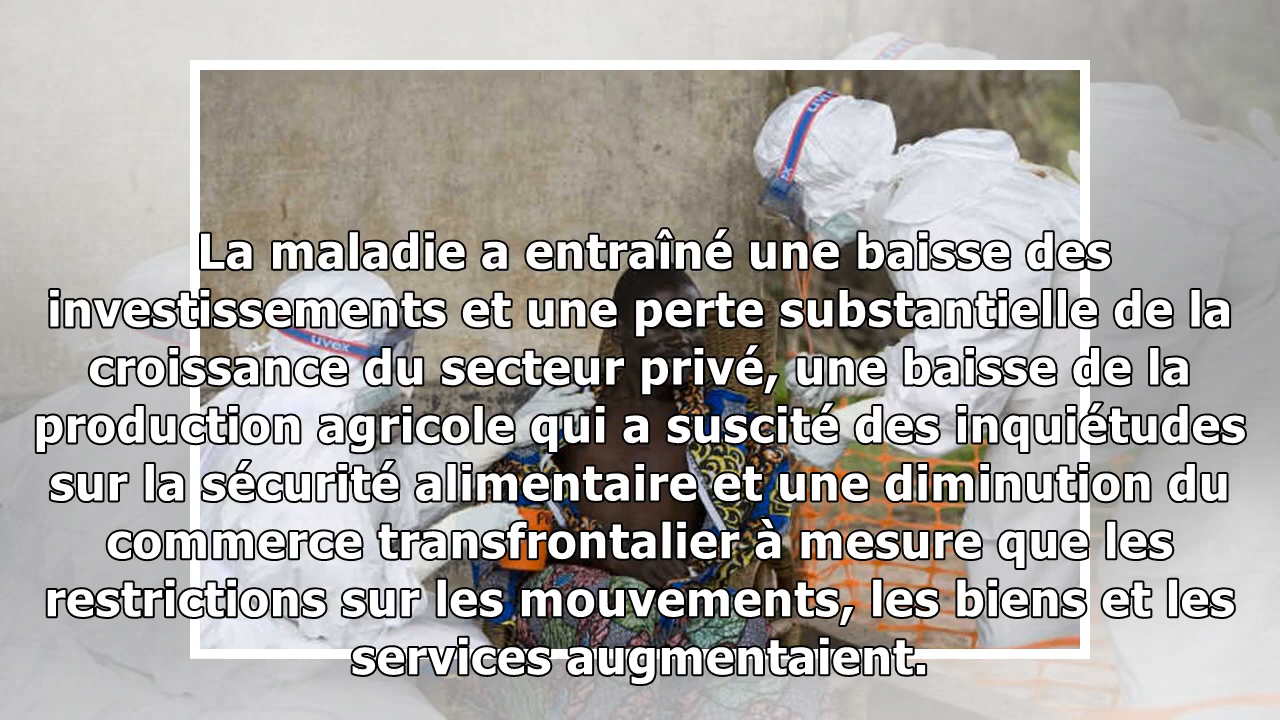 La maladie a entraîné une baisse des
investissements et une perte substantielle de la
croissance du secteur privé, une baisse de la
production agricole qui a suscité des inquiétudes
sur la sécurité alimentaire et une diminution du
commerce transfrontalier à mesure que les
restrictions sur les mouvements, les biens et les
services augmentaient.
uvex
uvex